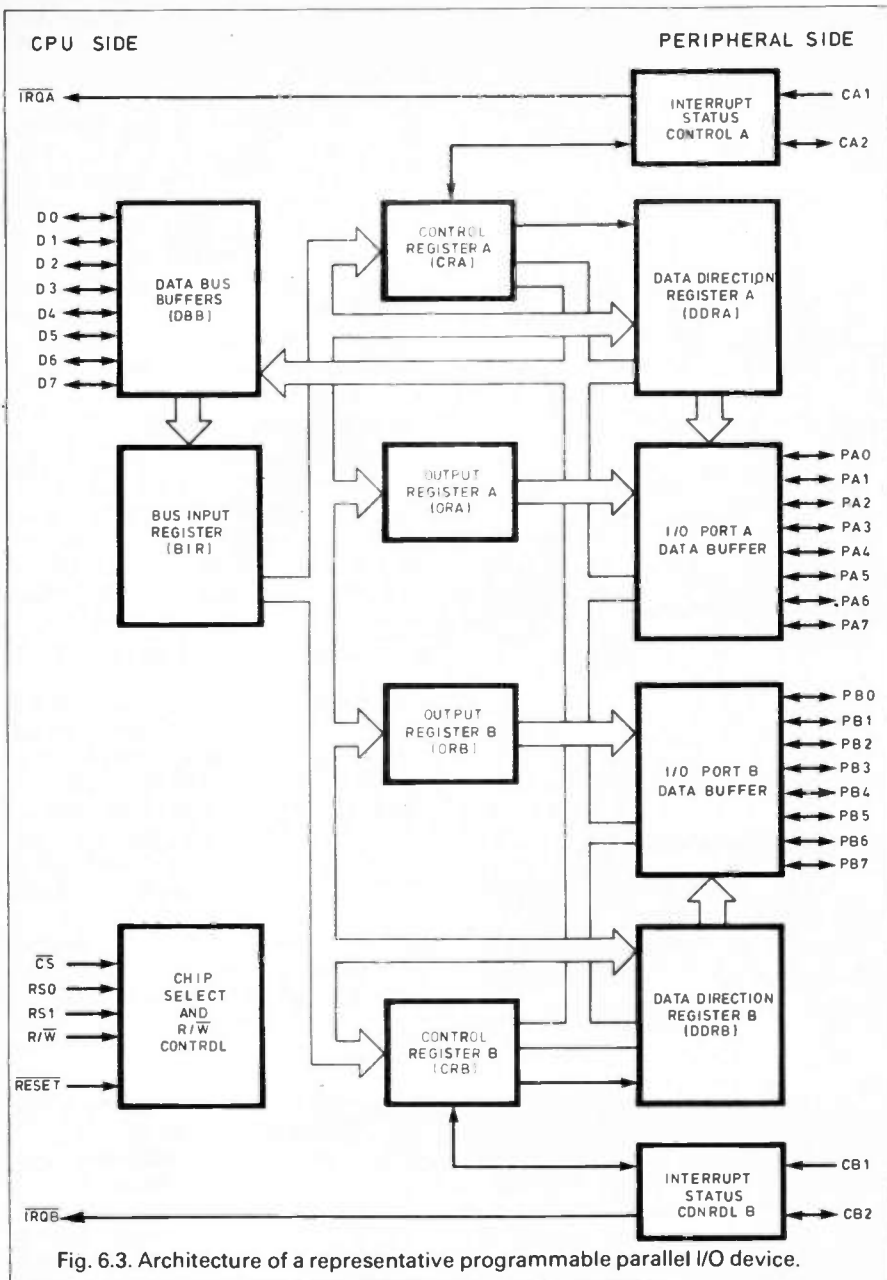 CPU SIDE
PERIPHERAL SIDE
IRQA
INTERRUPT
STATUS
CONTROL A
CA1
CA2
D0
D1
D2
D3
D4
D5
D6
D7
DATA BUS
BUFFERS
(DBB)
CONTROL
REGISTER A
(CRA)
DATA DIRECTION
REGISTER A
(DDRA)
BUS INPUT
REGISTER
(BIR)
OUTPUT
REGISTER A
(ORA)
I/O PORT A
DATA BUFFER
PA0
PA1
PA2
PA3
PA4
PA5
PA6
PA7
OUTPUT
REGISTER B
(ORB)
I/O PORT B
DATA BUFFER
PB0
PB1
PB2
PB3
PB4
PB5
PB6
PB7
CS
RS0
RS1
R/W
RESET
CHIP
SELECT
AND
R/W
CONTROL
CONTROL
REGISTER B
(CRB)
DATA DIRECTION
REGISTER B
(DDRB)
IRQB
INTERRUPT
STATUS
CONRDL B
CB1
CB2
Fig. 6.3. Architecture of a representative programmable parallel I/O device.